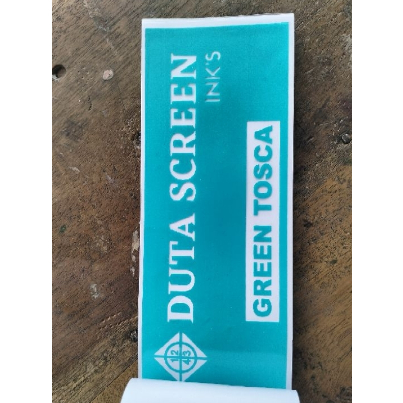 DUTA SCREEN
INK'S
GREEN TOSCA